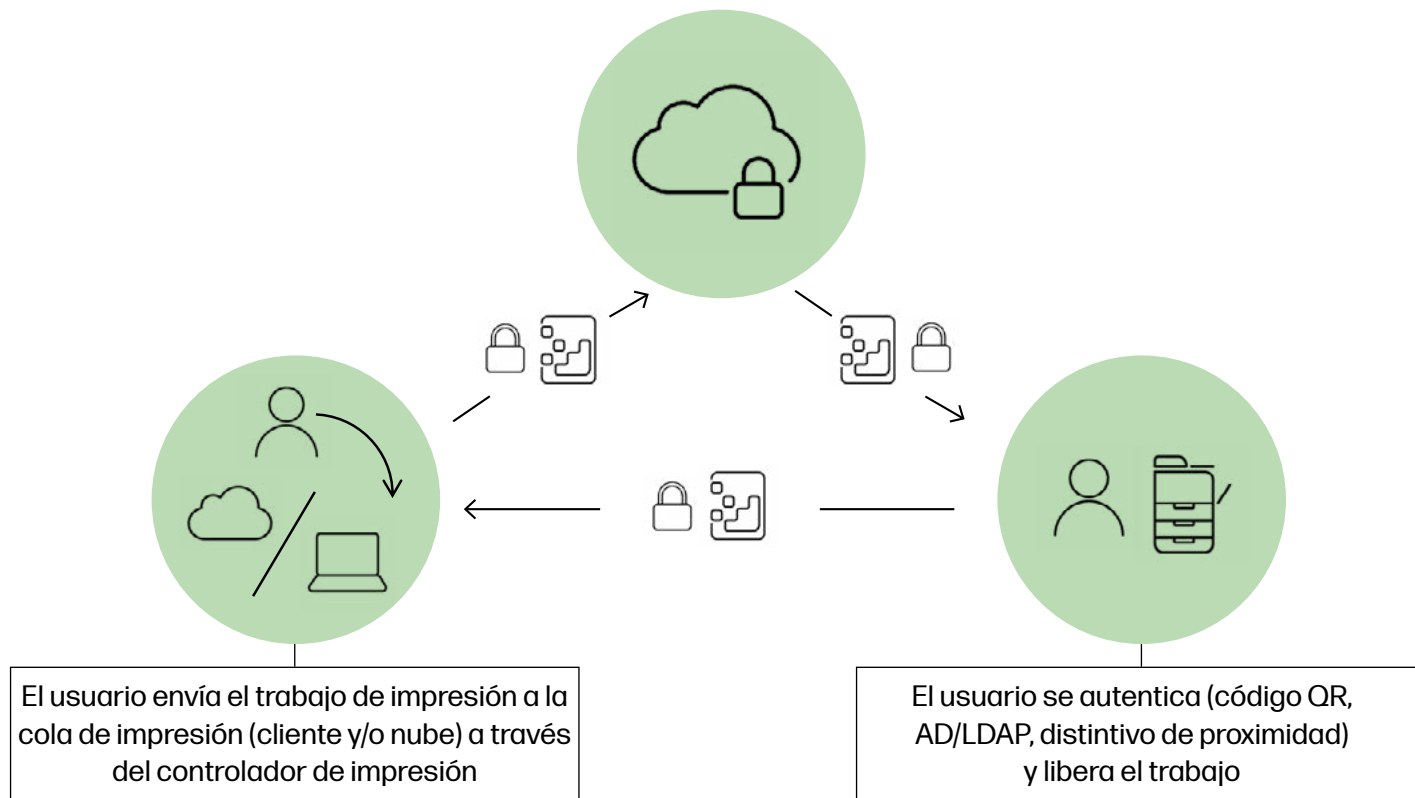 El usuario envía el trabajo de impresión a la
cola de impresión (cliente y/o nube) a través
del controlador de impresión
El usuario se autentica (código QR,
AD/LDAP, distintivo de proximidad)
y libera el trabajo